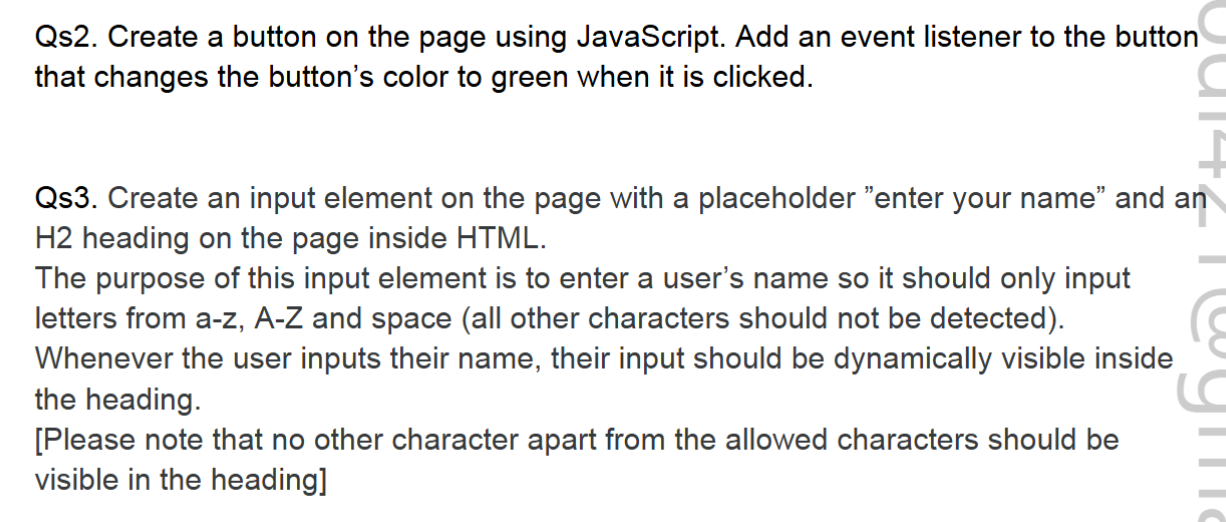 Qs2. Create a button on the page using JavaScript. Add an event listener to the button
that changes the button’s color to green when it is clicked.
Qs3. Create an input element on the page with a placeholder ”enter your name” and an
H2 heading on the page inside HTML.
The purpose of this input element is to enter a user’s name so it should only input
letters from a-z, A-Z and space (all other characters should not be detected).
Whenever the user inputs their name, their input should be dynamically visible inside
the heading.
[Please note that no other character apart from the allowed characters should be
visible in the heading]